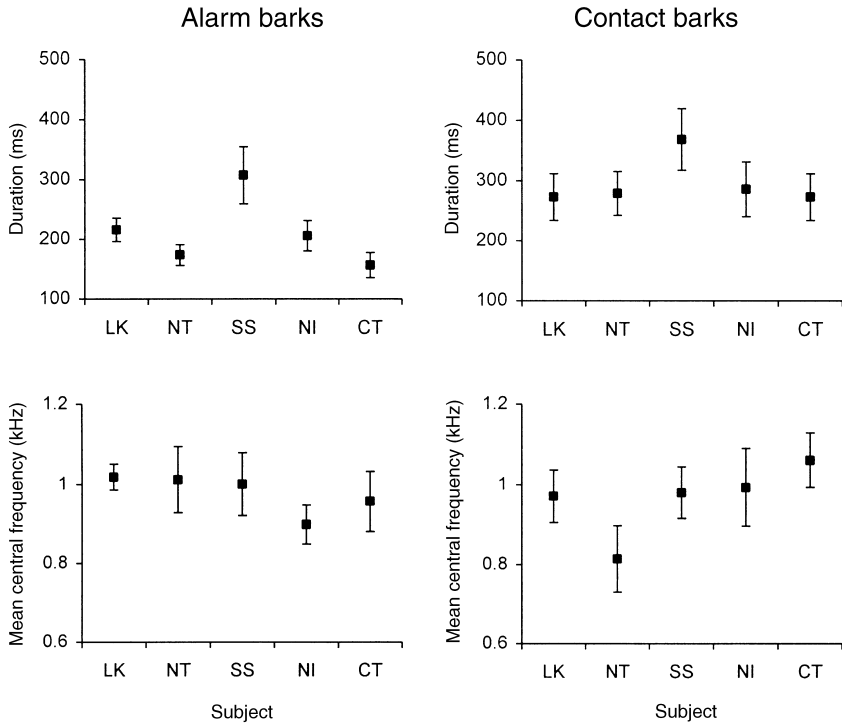 Alarm barks
Contact barks
Duration (ms)
500
400
300
200
100
LK NT SS NI CT
Duration (ms)
500
400
300
200
100
LK NT SS NI CT
Mean central frequency (kHz)
1.2
1
0.8
0.6
LK NT SS NI CT
Subject
Mean central frequency (kHz)
1.2
1
0.8
0.6
LK NT SS NI CT
Subject